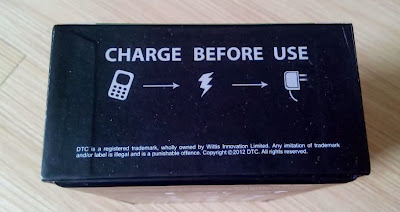 CHARGE BEFORE USE
DTC is a registered trademark, wholly owned by Wiltis Innovation Limited. Any imitation of trademark
and/or label is illegal and is a punishable offence. Copyright©2012 DTC. All rights reserved.